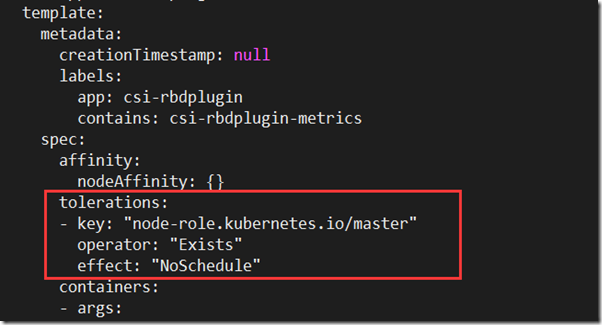 template:
  metadata:
    creationTimestamp: null
    labels:
      app: csi-rbdplugin
      contains: csi-rbdplugin-metrics
  spec:
    affinity:
      nodeAffinity: {}
    tolerations:
    - key: "node-role.kubernetes.io/master"
      operator: "Exists"
      effect: "NoSchedule"
    containers:
    - args: